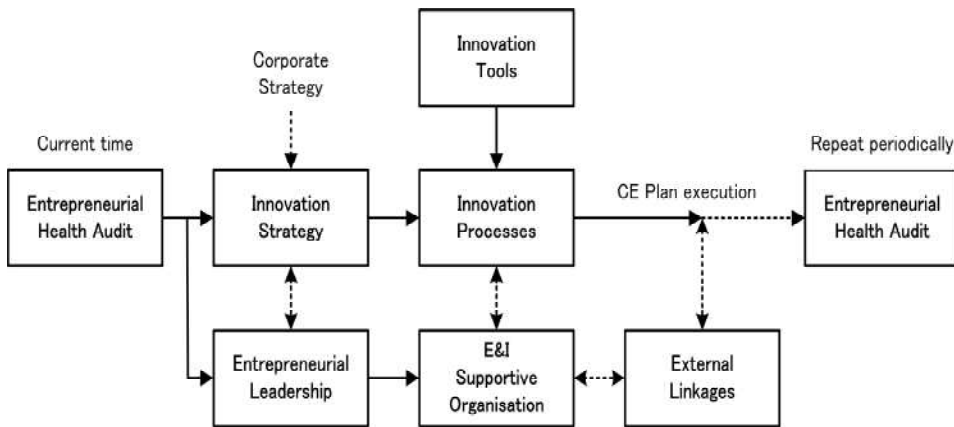 Innovation
Tools
Corporate
Strategy
Current time
Repeat periodically
Entrepreneurial
Health Audit
Innovation
Strategy
Innovation
Processes
CE Plan execution
Entrepreneurial
Health Audit
Entrepreneurial
Leadership
E&I
Supportive
Organisation
External
Linkages